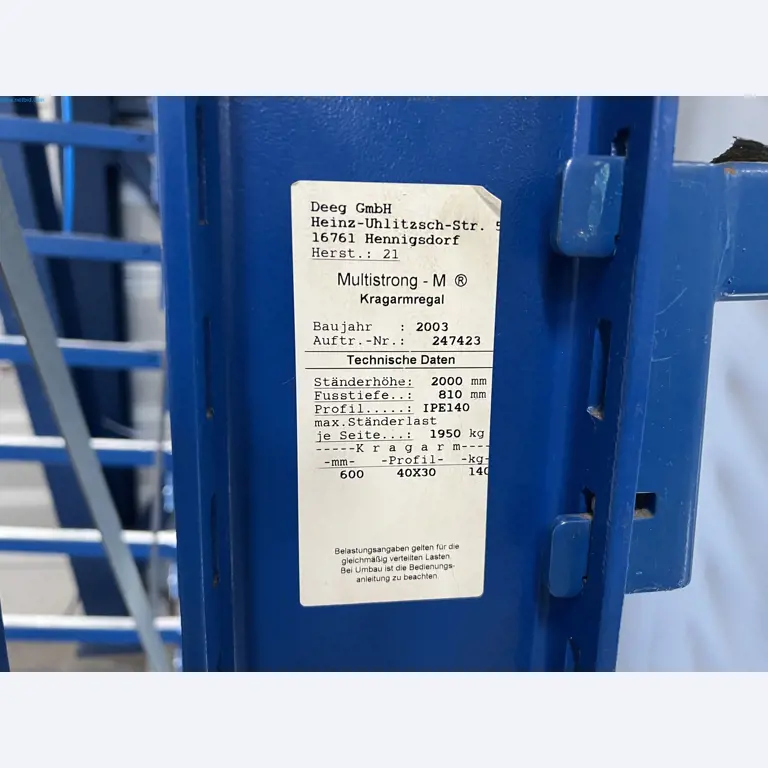 Deeg GmbH
Heinz-Uhlitzsch-Str.
16761 Hennigsdorf
Herst.: 21
Multistrong - M ®
Kragarmregal
Baujahr : 2003
Auftr.-Nr.: 247423
Technische Daten
Ständerhöhe: 2000 mm
Fusstiefe..: 810 mm
Profil.....: IPE140
max.Ständerlast
je Seite...: 1950 kg
-----K r a g a r m----
-mm- -Profil- -kg-
600 40X30 140
Belastungsangaben gelten für die
gleichmäßig verteilten Lasten.
Bei Umbau ist die Bedienungs-
anleitung zu beachten